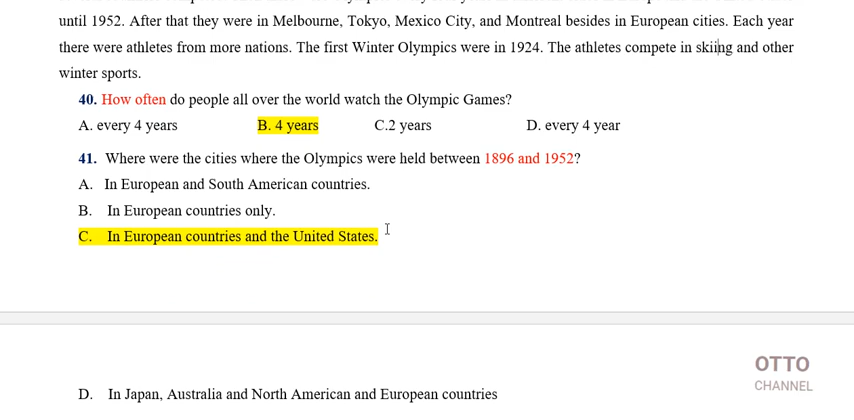 until 1952. After that they were in Melbourne, Tokyo, Mexico City, and Montreal besides in European cities. Each year
there were athletes from more nations. The first Winter Olympics were in 1924. The athletes compete in skiing and other
winter sports.
40. How often do people all over the world watch the Olympic Games?
A. every 4 years B. 4 years C.2 years D. every 4 year
41. Where were the cities where the Olympics were held between 1896 and 1952?
A. In European and South American countries.
B. In European countries only.
C. In European countries and the United States.
OTTO
CHANNEL
D. In Japan, Australia and North American and European countries